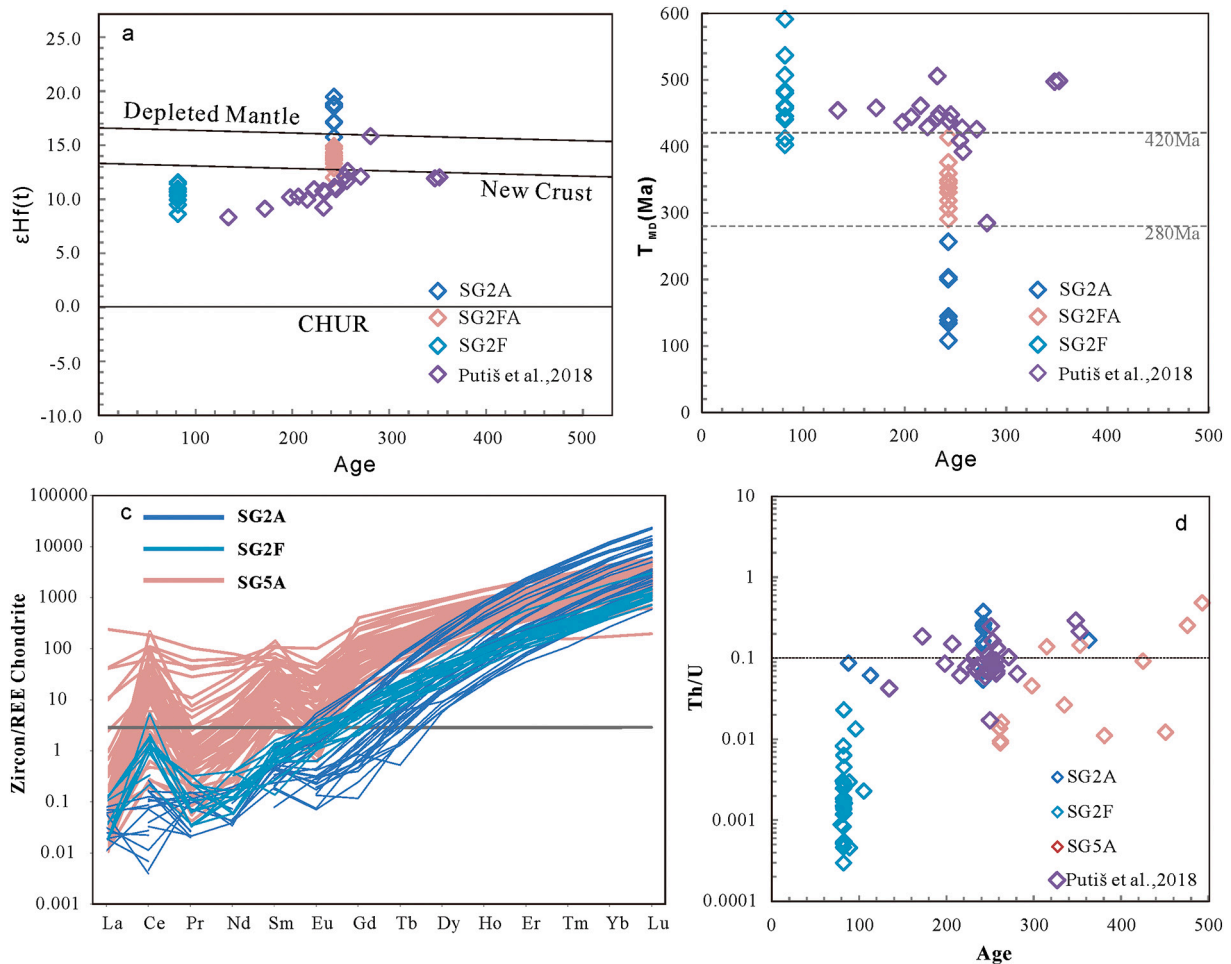 a
25.0
20.0
15.0
10.0
5.0
0.0
-5.0
-10.0
εHf(t)
Depleted Mantle
New Crust
CHUR
SG2A
SG2FA
SG2F
Putiš et al.,2018
0 100 200 300 400 500
Age
600
500
400
300
200
100
0
T MD (Ma)
420Ma
280Ma
SG2A
SG2FA
SG2F
Putiš et al.,2018
0 100 200 300 400 500
Age
c
100000
10000
1000
100
10
1
0.1
0.01
0.001
Zircon/REE Chondrite
SG2A
SG2F
SG5A
La Ce Pr Nd Sm Eu Gd Tb Dy Ho Er Tm Yb Lu
d
10
1
0.1
0.01
0.001
0.0001
Th/U
SG2A
SG2F
SG5A
Putiš et al.,2018
0 100 200 300 400 500
Age